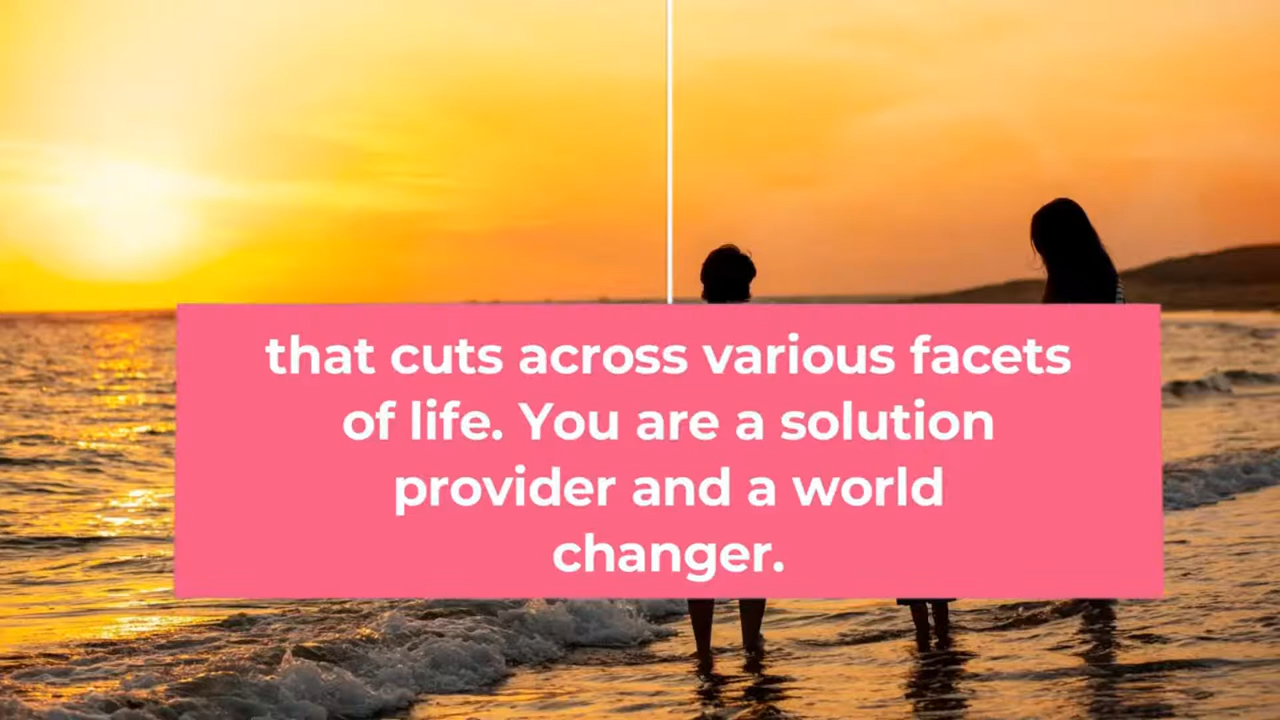 that cuts across various facets
of life. You are a solution
provider and a world
changer.